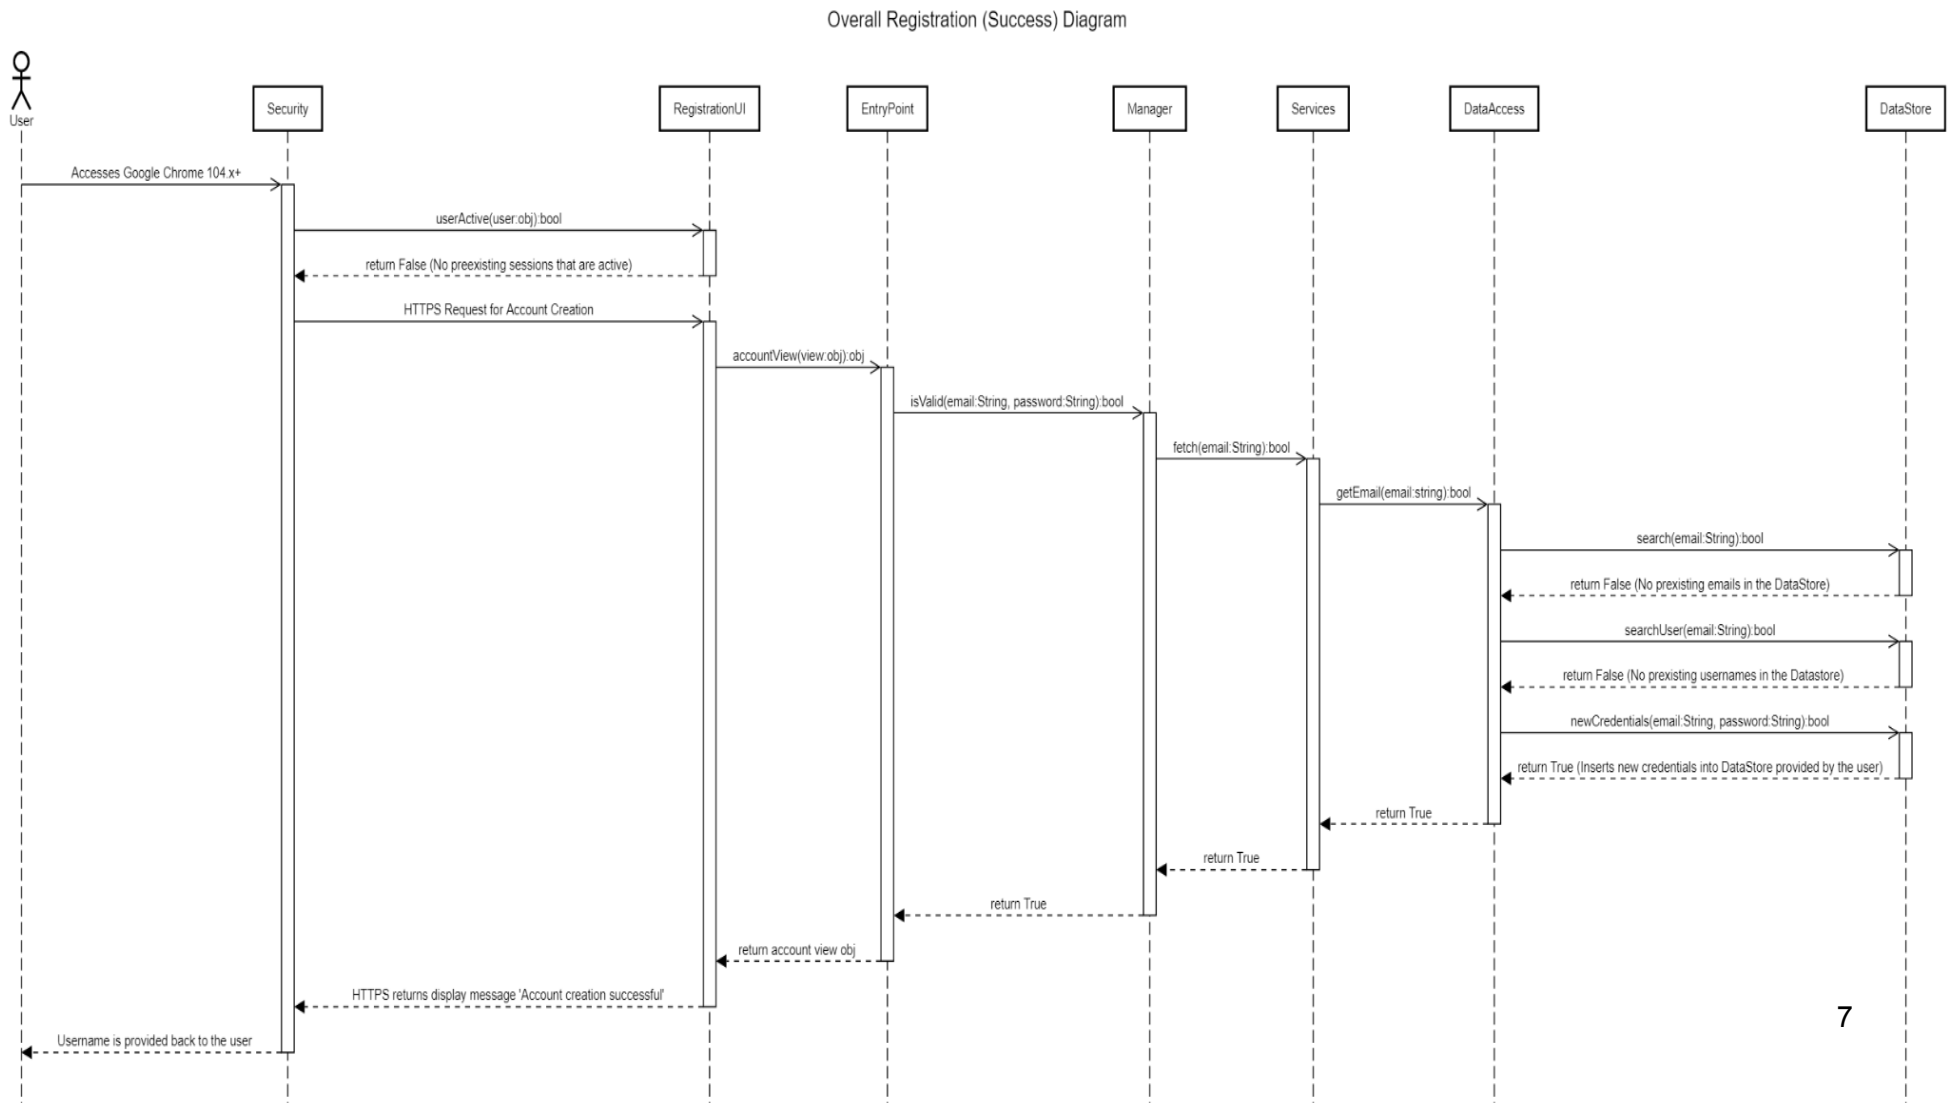 Overall Registration (Success) Diagram
User
Security
RegistrationUI
EntryPoint
Manager
Services
DataAccess
DataStore
Accesses Google Chrome 104.x+
userActive(user:obj):bool
return False (No preexisting sessions that are active)
HTTPS Request for Account Creation
accountView(view:obj):obj
isValid(email:String, password:String):bool
fetch(email:String):bool
getEmail(email:string):bool
search(email:String):bool
return False (No prexisting emails in the DataStore)
searchUser(email:String):bool
return False (No prexisting usernames in the Datastore)
newCredentials(email:String, password:String):bool
return True (Inserts new credentials into DataStore provided by the user)
return True
return True
return True
return account view obj
HTTPS returns display message 'Account creation successful'
Username is provided back to the user
7